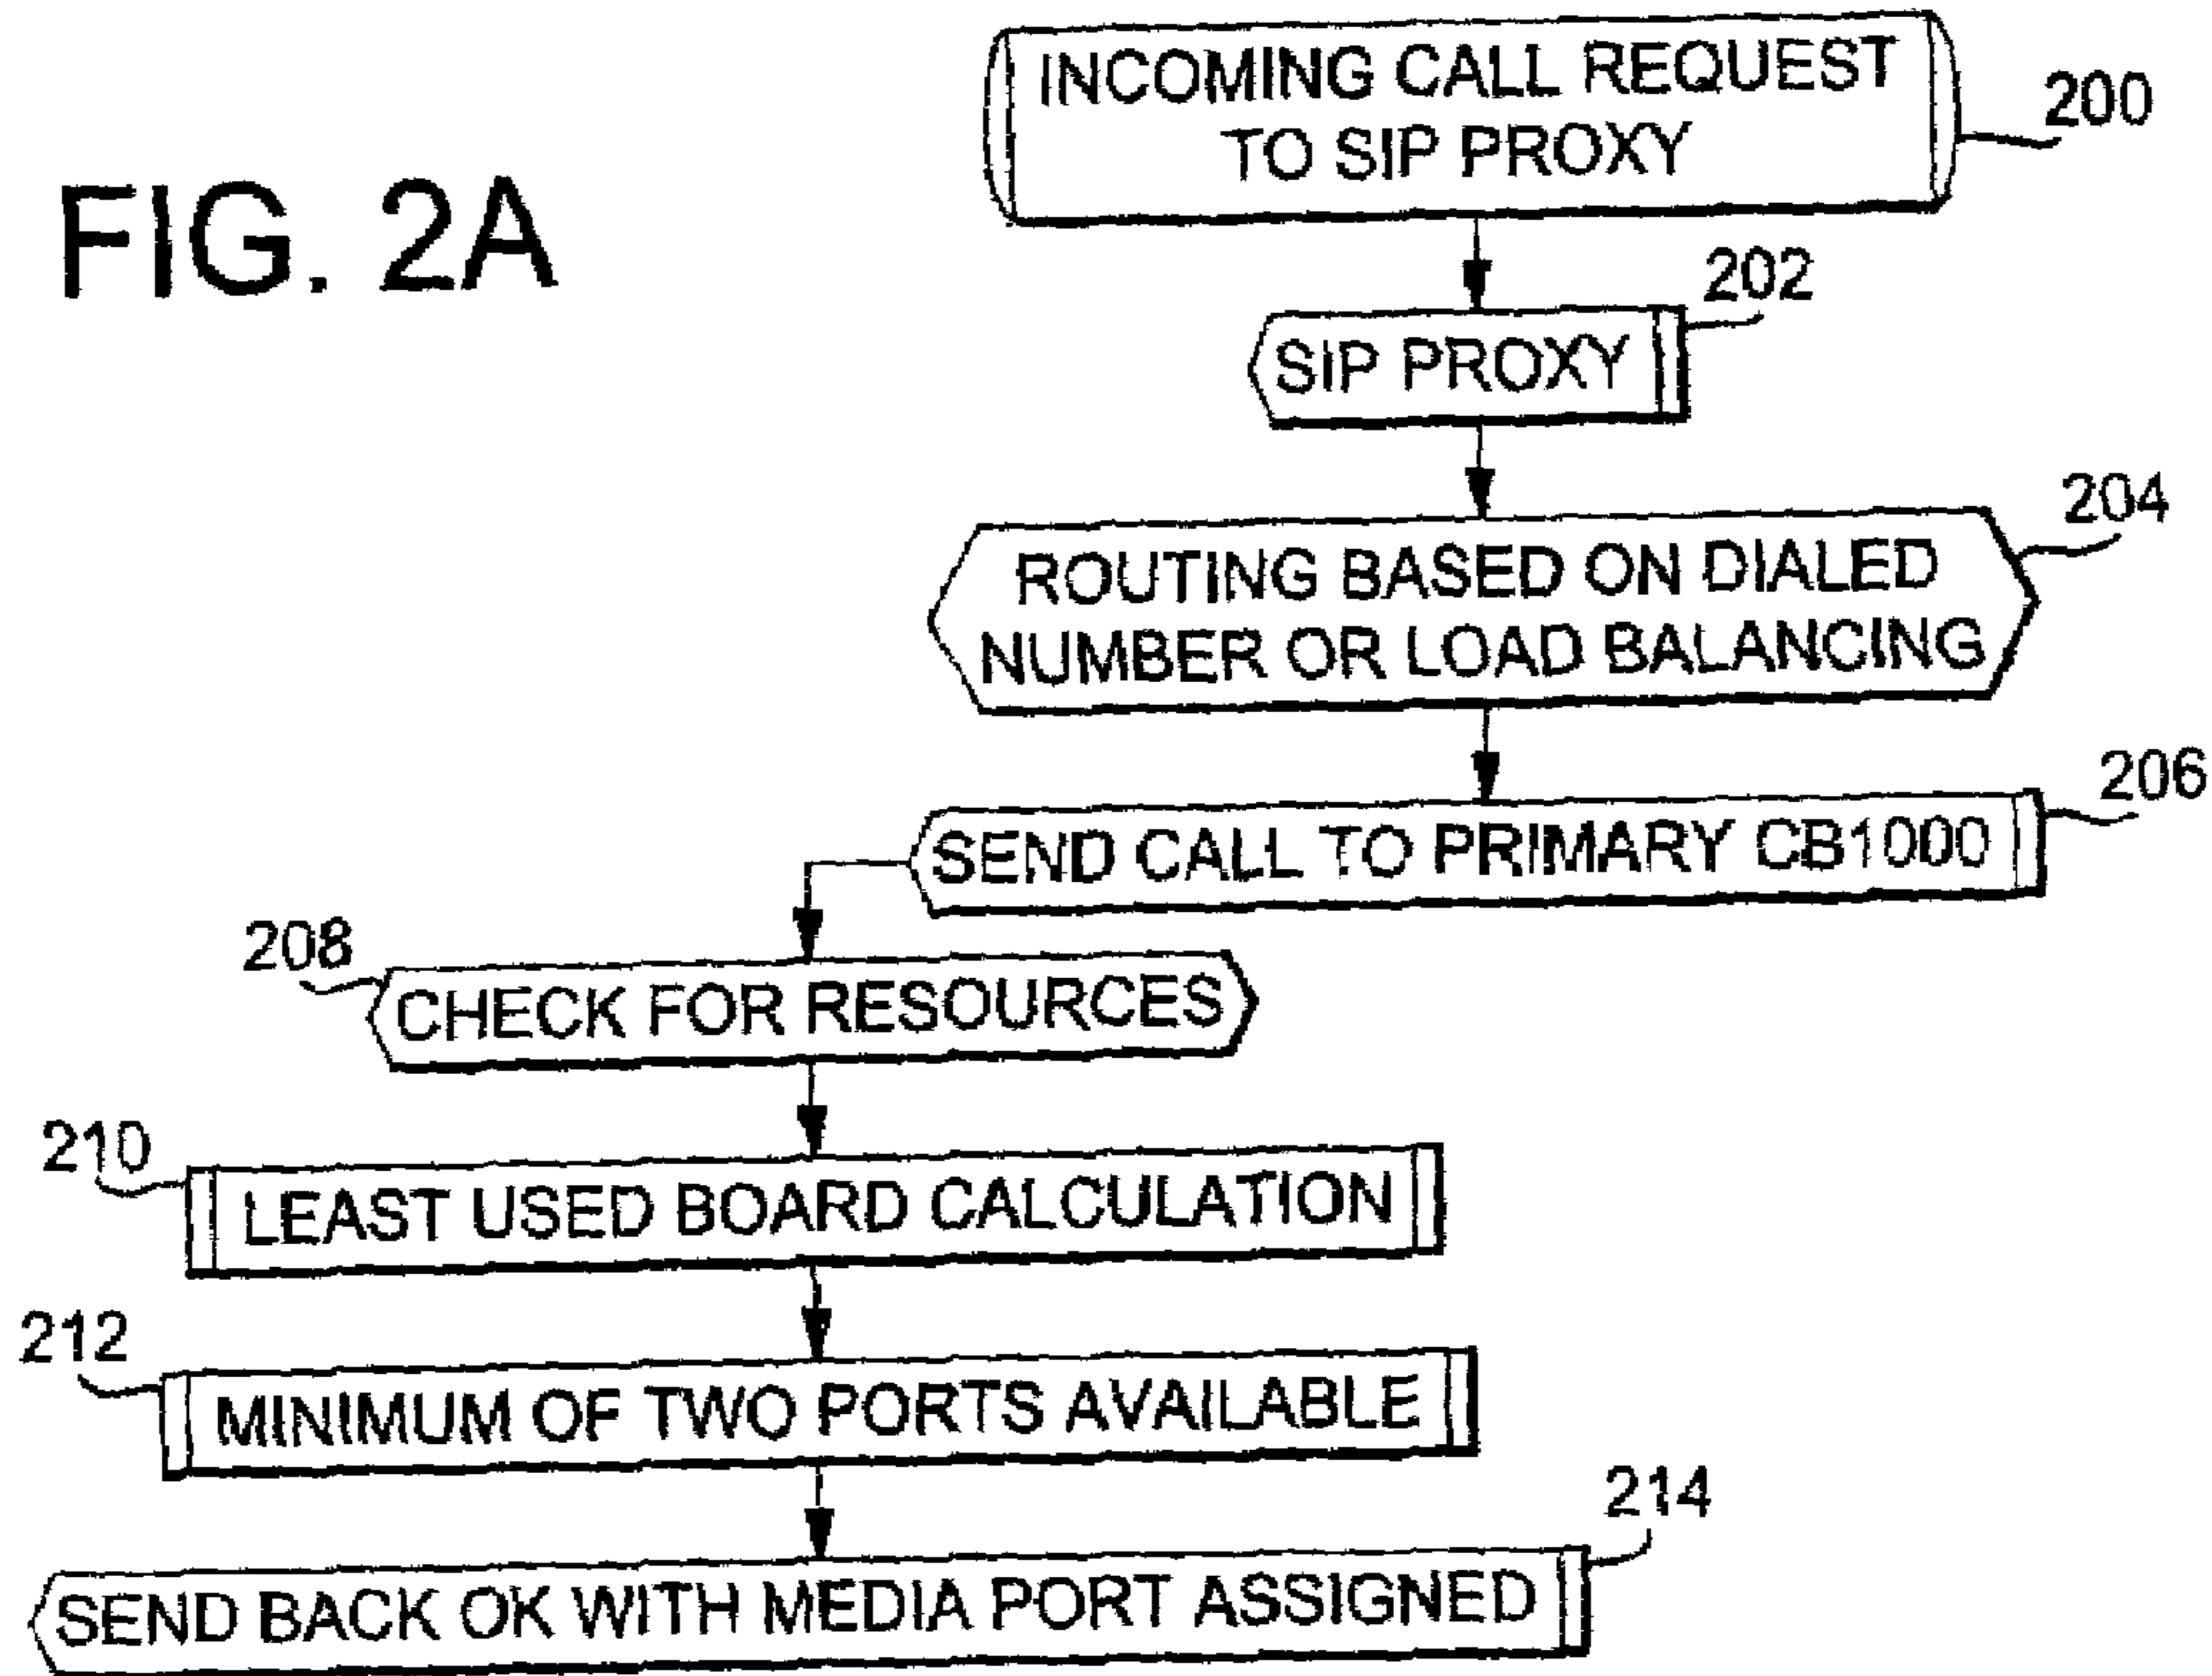 FIG. 2A
INCOMING CALL REQUEST
TO SIP PROXY
200
202
SIP PROXY
204
ROUTING BASED ON DIALED
NUMBER OR LOAD BALANCING
206
SEND CALL TO PRIMARY CB1000
208
CHECK FOR RESOURCES
210
LEAST USED BOARD CALCULATION
212
MINIMUM OF TWO PORTS AVAILABLE
214
SEND BACK OK WITH MEDIA PORT ASSIGNED